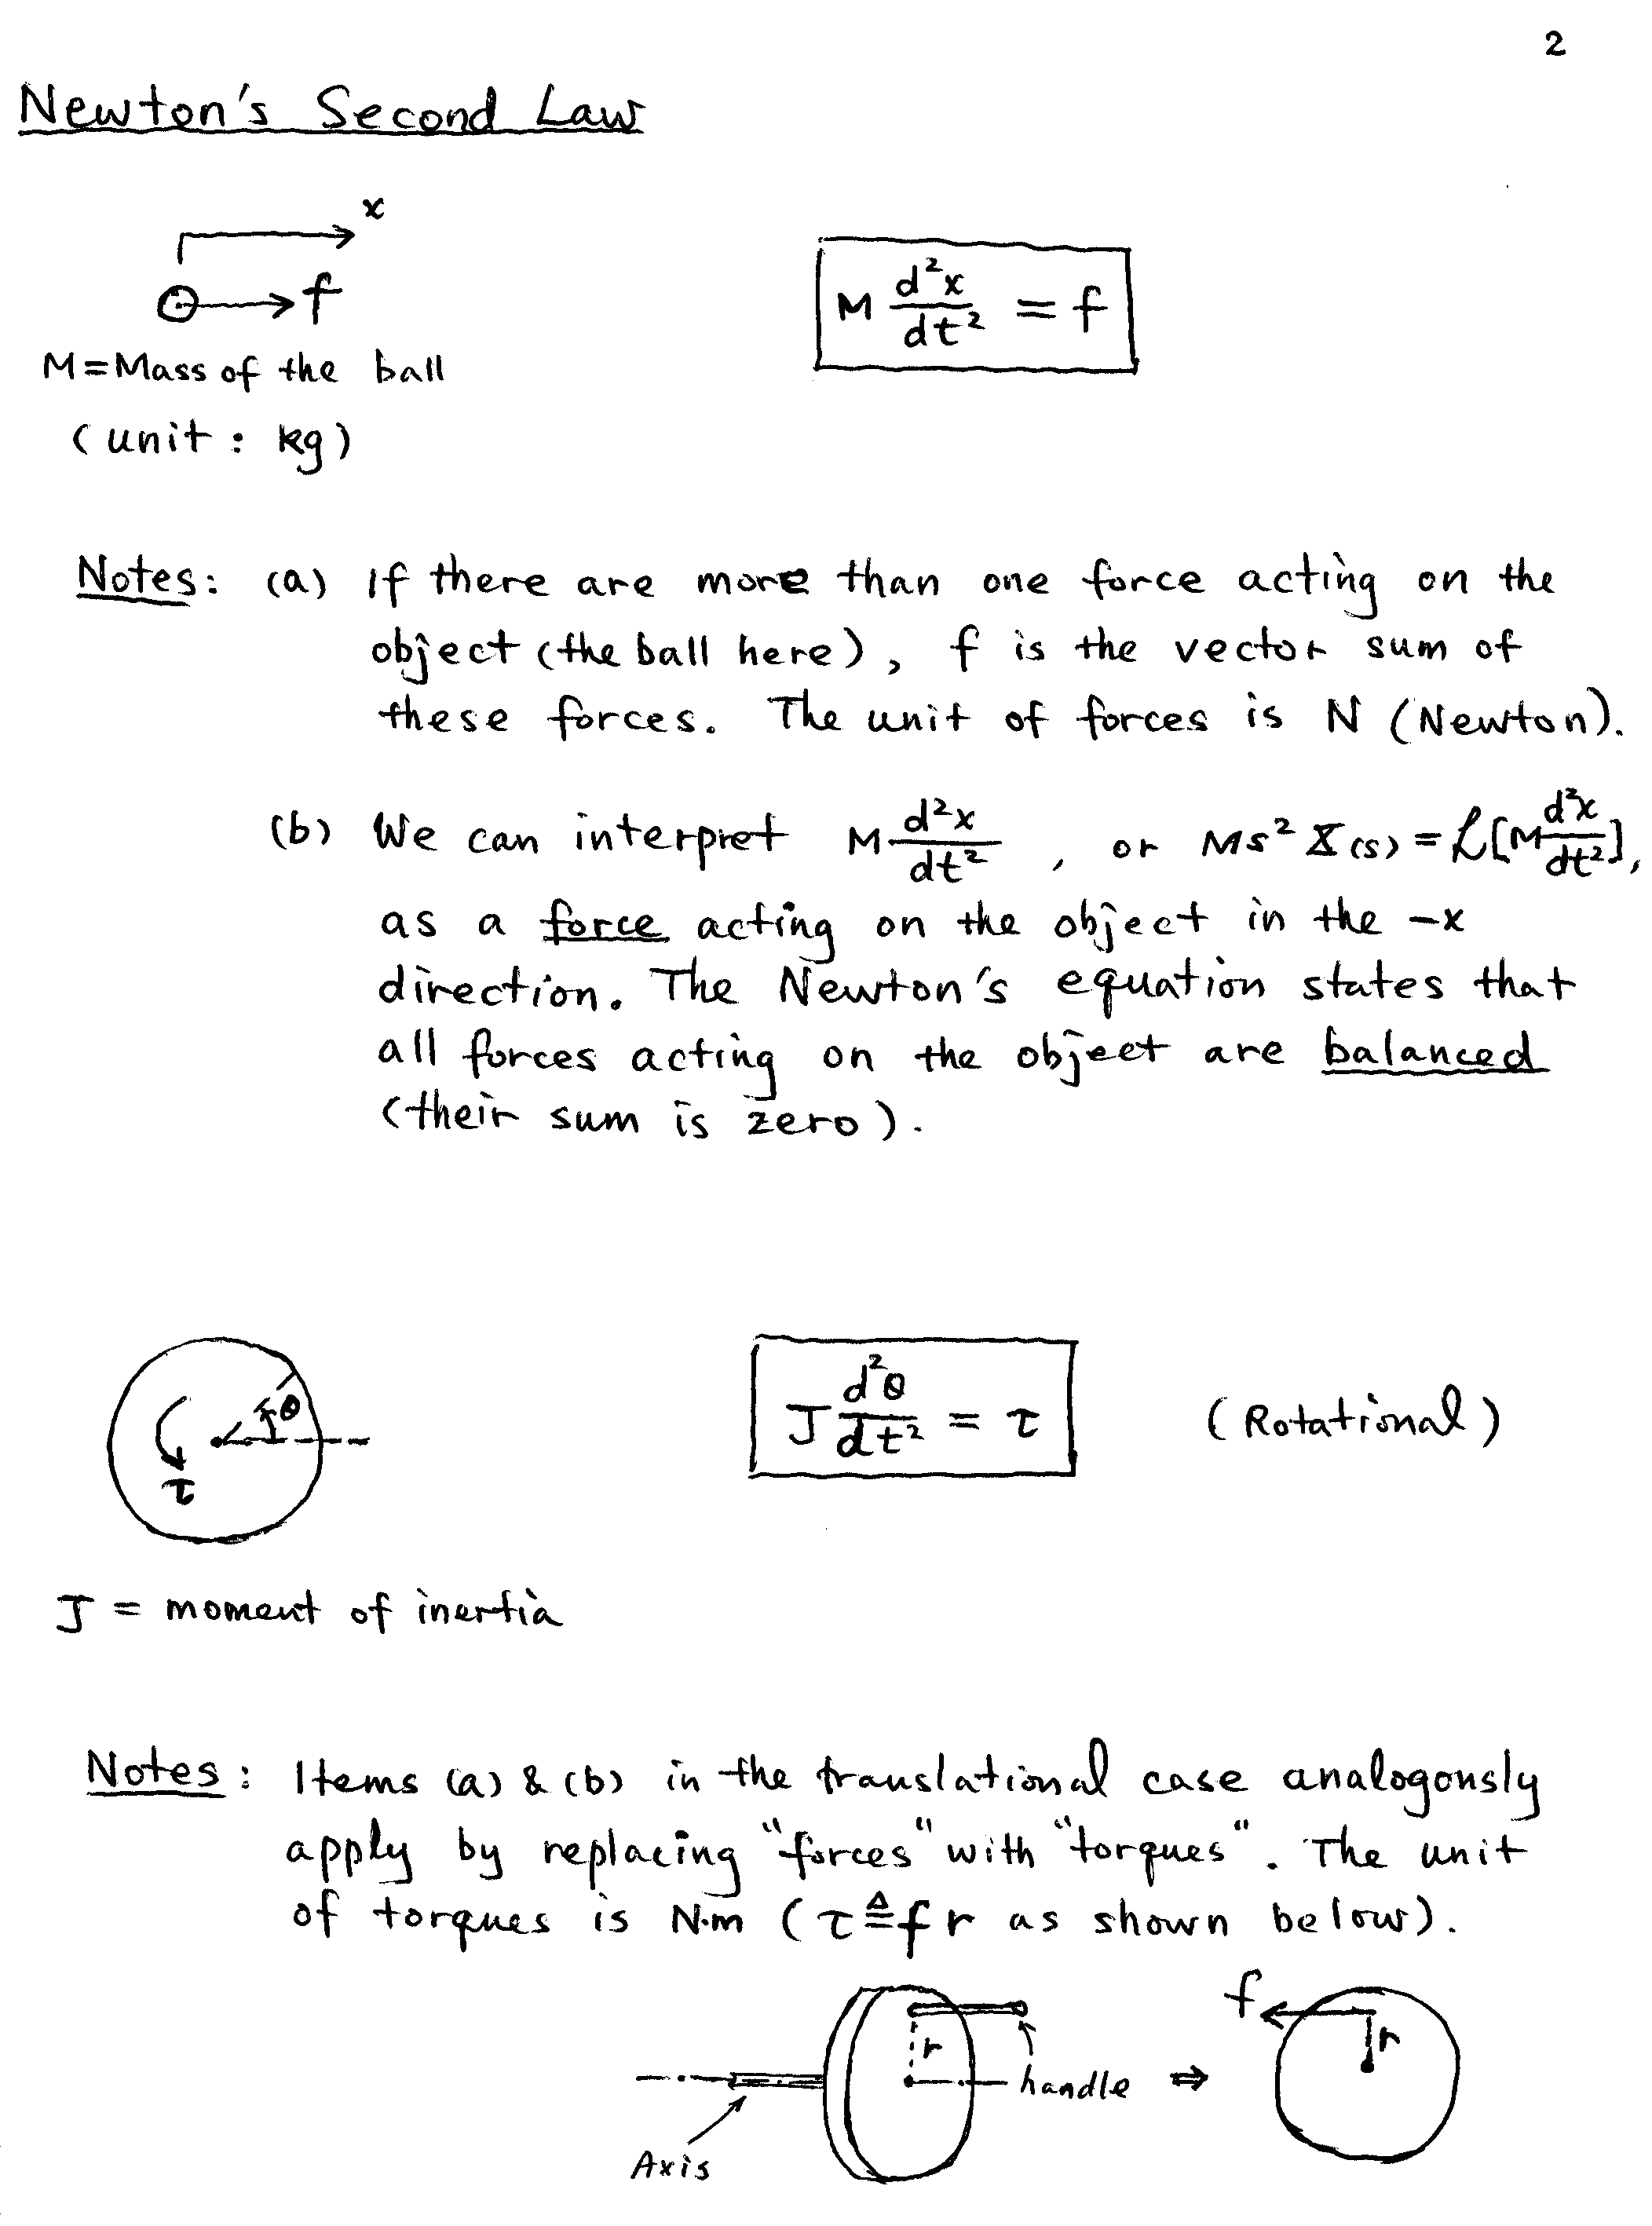 2
Newton's Second Law
x
f
M d²x/dt² = f
M = Mass of the ball
(unit : kg)
Notes: (a) If there are more than one force acting on the
object (the ball here), f is the vector sum of
these forces. The unit of forces is N (Newton).
(b) We can interpret M d²x/dt² , or Ms² X(s) = ℒ[M d²x/dt²],
as a force acting on the object in the -x
direction. The Newton's equation states that
all forces acting on the object are balanced
(their sum is zero).
θ
τ
J d²θ/dt² = τ (Rotational)
J = moment of inertia
Notes: Items (a) & (b) in the translational case analogously
apply by replacing "forces" with "torques". The unit
of torques is N·m (τ ≜ f r as shown below).
r
handle ⇒
Axis
f
r